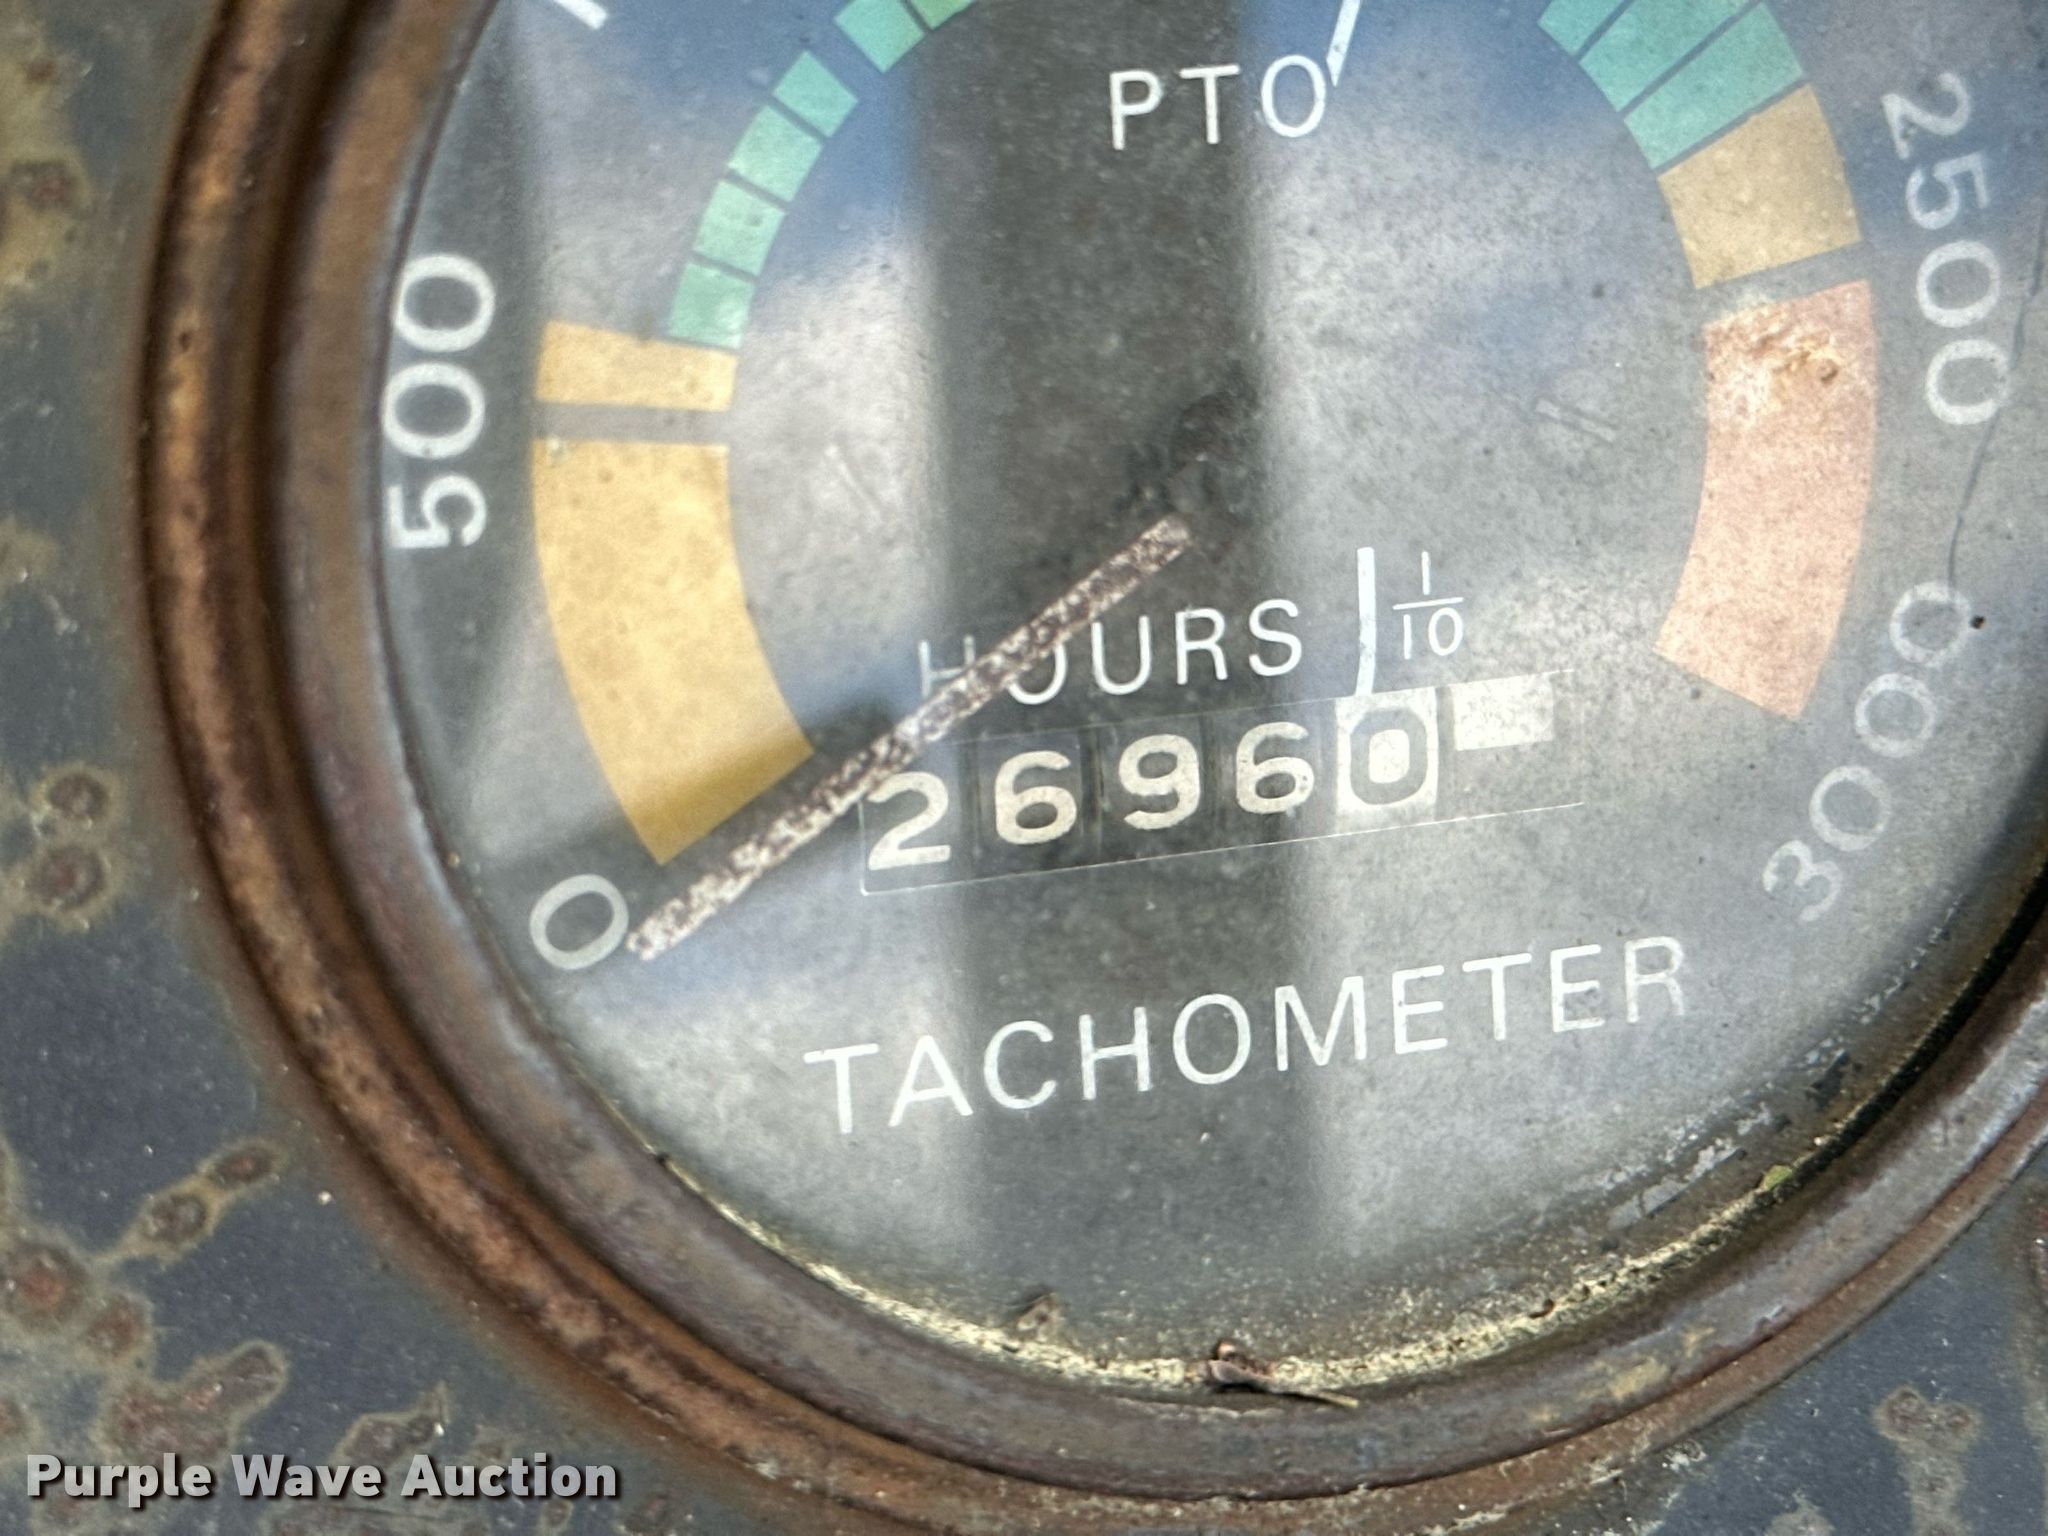 PTO
2500
500
HOURS 1/10
26960
0
3000
TACHOMETER
Purple Wave Auction